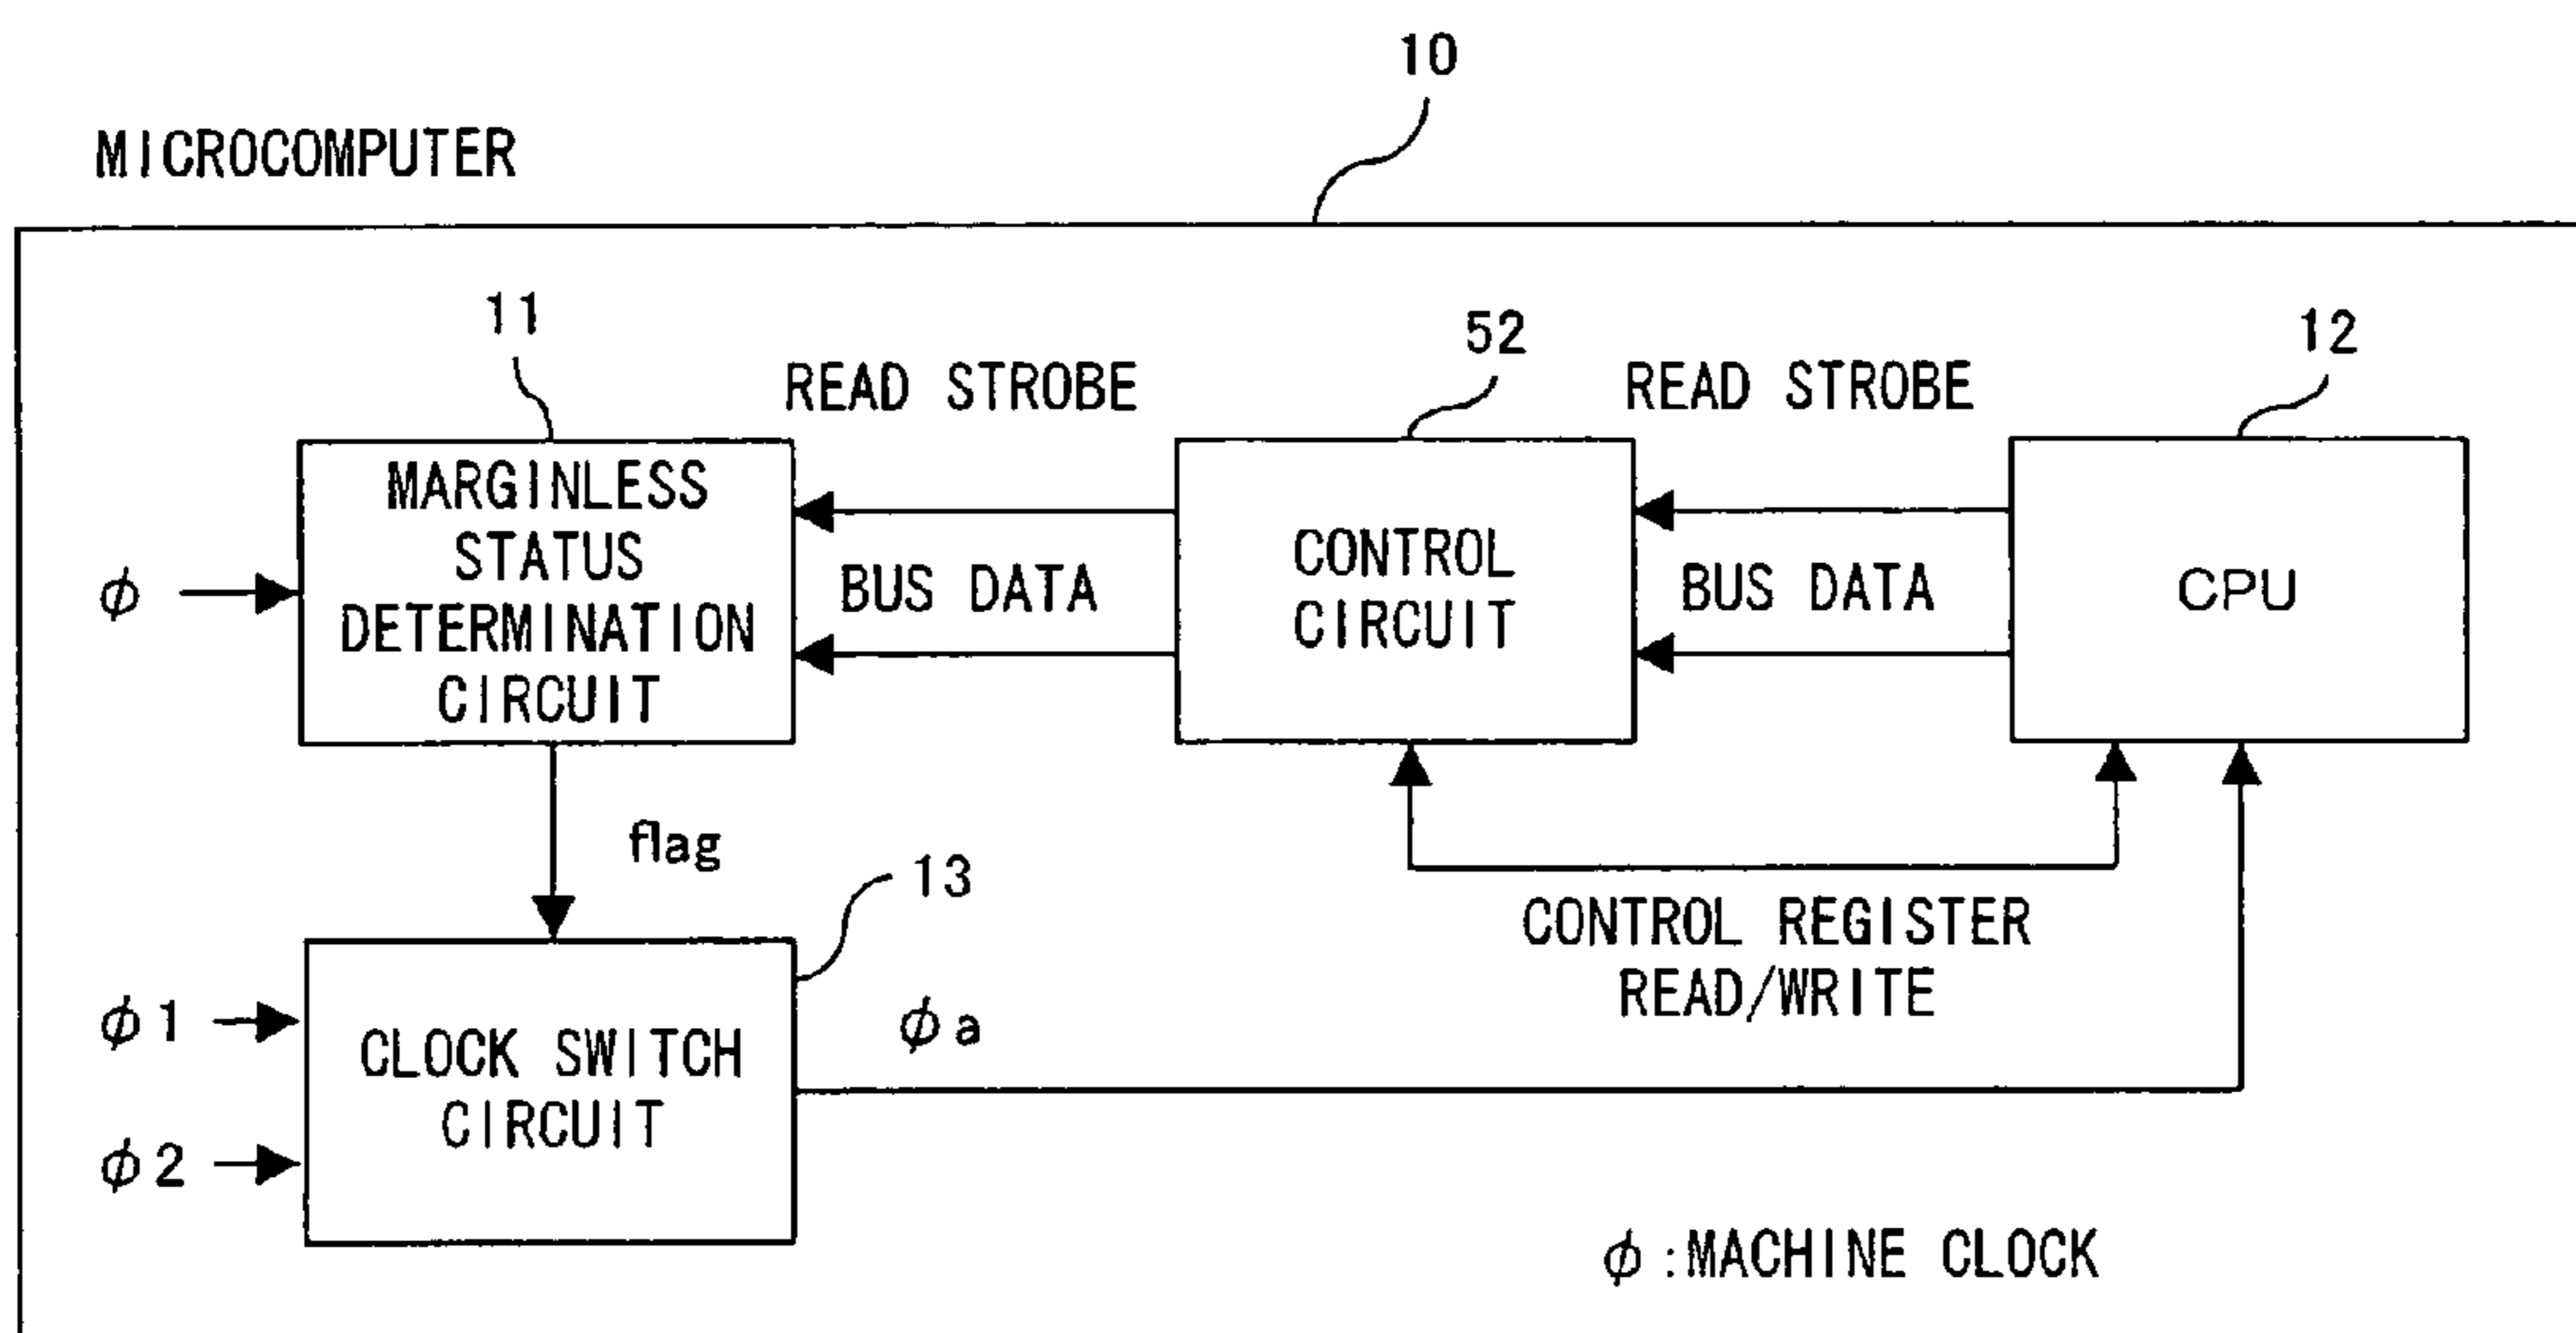 10
MICROCOMPUTER
11
52
12
READ STROBE
READ STROBE
MARGINLESS
STATUS
DETERMINATION
CIRCUIT
φ
BUS DATA
CONTROL
CIRCUIT
BUS DATA
CPU
flag
13
CONTROL REGISTER
READ/WRITE
φ1
φ2
CLOCK SWITCH
CIRCUIT
φa
φ:MACHINE CLOCK